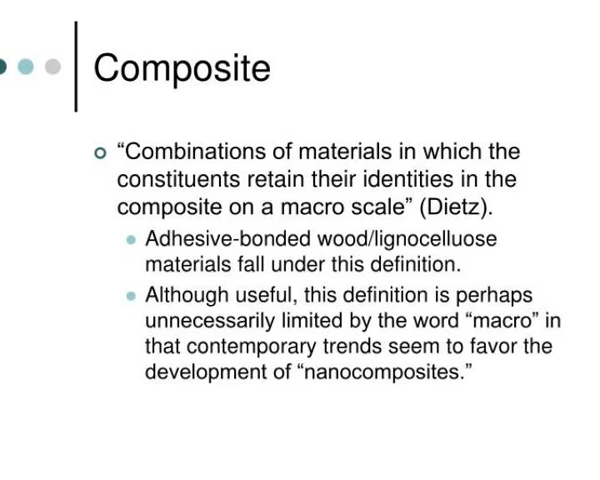 Composite
“Combinations of materials in which the
constituents retain their identities in the
composite on a macro scale” (Dietz).
Adhesive-bonded wood/lignocelluose
materials fall under this definition.
Although useful, this definition is perhaps
unnecessarily limited by the word “macro” in
that contemporary trends seem to favor the
development of “nanocomposites.”